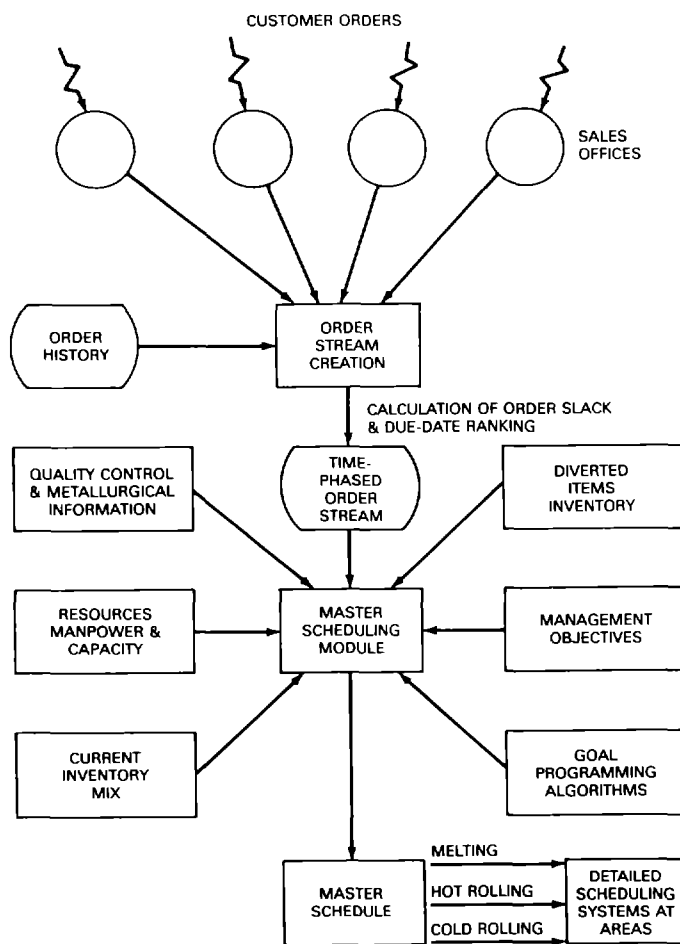 CUSTOMER ORDERS
SALES
OFFICES
ORDER
HISTORY
ORDER
STREAM
CREATION
CALCULATION OF ORDER SLACK
& DUE-DATE RANKING
QUALITY CONTROL
& METALLURGICAL
INFORMATION
TIME-
PHASED
ORDER
STREAM
DIVERTED
ITEMS
INVENTORY
RESOURCES
MANPOWER &
CAPACITY
MASTER
SCHEDULING
MODULE
MANAGEMENT
OBJECTIVES
CURRENT
INVENTORY
MIX
GOAL
PROGRAMMING
ALGORITHMS
MASTER
SCHEDULE
MELTING
HOT ROLLING
COLD ROLLING
DETAILED
SCHEDULING
SYSTEMS AT
AREAS